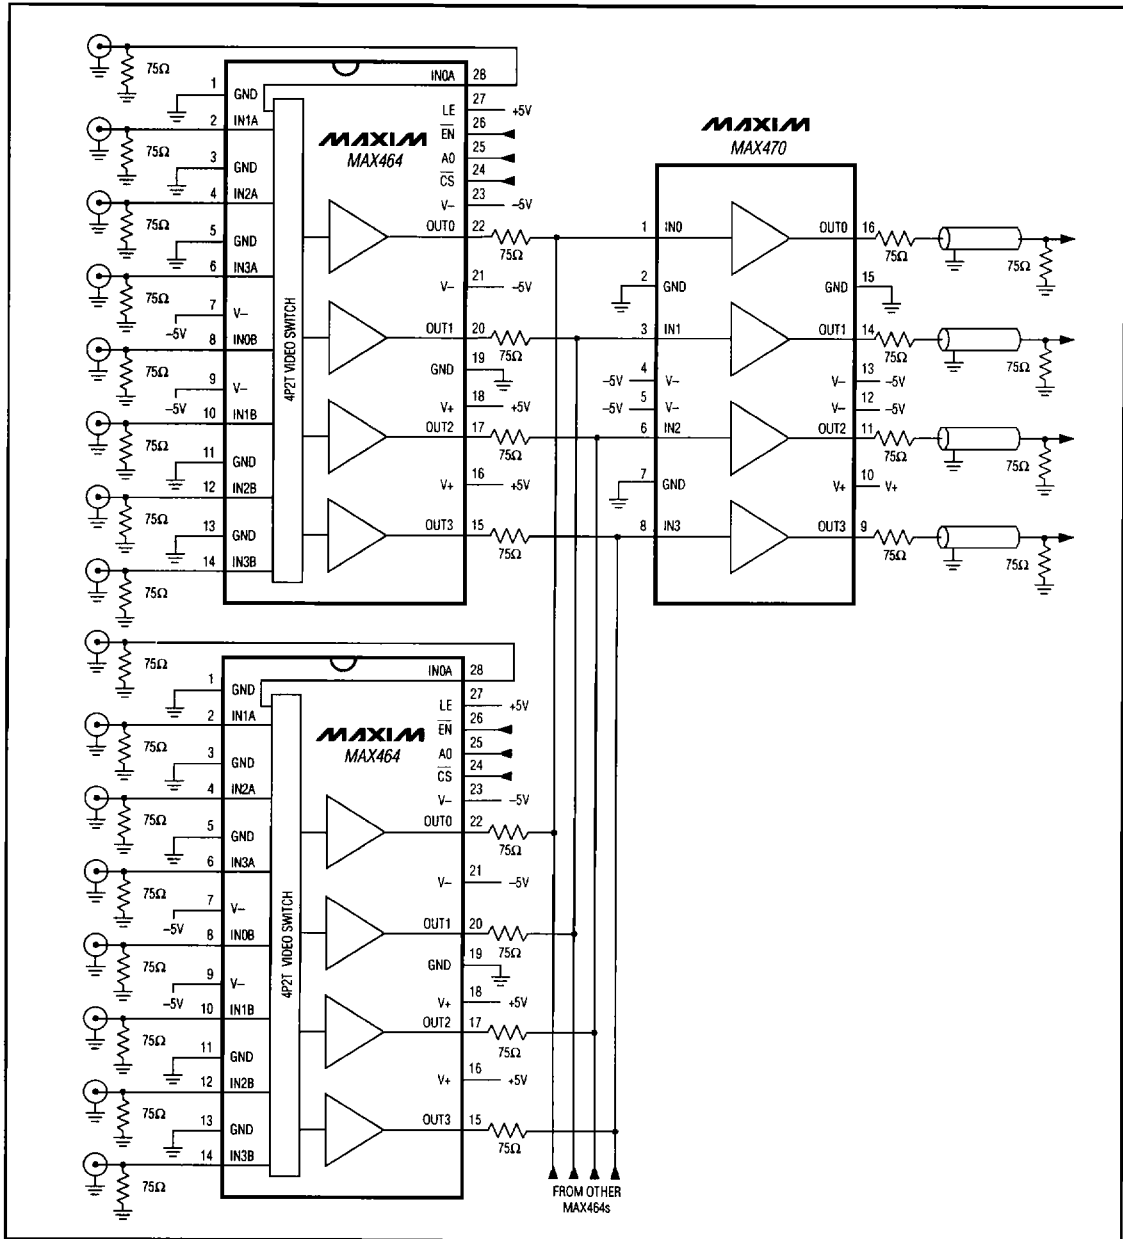 75Ω
1 GND
2 IN1A
75Ω
3 GND
4 IN2A
75Ω
5 GND
6 IN3A
75Ω
7 V–
–5V
8 IN0B
75Ω
9 V–
–5V
10 IN1B
75Ω
11 GND
12 IN2B
75Ω
13 GND
14 IN3B
75Ω
4P2T VIDEO SWITCH
MAXIM
MAX464
IN0A 28
LE 27 +5V
EN 26
A0 25
CS 24
V– 23 –5V
OUT0 22
75Ω
V– 21 –5V
OUT1 20
75Ω
GND 19
V+ 18 +5V
OUT2 17
75Ω
V+ 16 +5V
OUT3 15
75Ω
MAXIM
MAX470
1 IN0
2 GND
3 IN1
–5V 4 V–
–5V 5 V–
6 IN2
7 GND
8 IN3
OUT0 16
75Ω
75Ω
GND 15
OUT1 14
75Ω
75Ω
V– 13 –5V
V– 12 –5V
OUT2 11
75Ω
75Ω
V+ 10 V+
OUT3 9
75Ω
75Ω
75Ω
1 GND
2 IN1A
75Ω
3 GND
4 IN2A
75Ω
5 GND
6 IN3A
75Ω
7 V–
–5V
8 IN0B
75Ω
9 V–
–5V
10 IN1B
75Ω
11 GND
12 IN2B
75Ω
13 GND
14 IN3B
75Ω
4P2T VIDEO SWITCH
MAXIM
MAX464
IN0A 28
LE 27 +5V
EN 26
A0 25
CS 24
V– 23 –5V
OUT0 22
75Ω
V– 21 –5V
OUT1 20
75Ω
GND 19
V+ 18 +5V
OUT2 17
75Ω
V+ 16 +5V
OUT3 15
75Ω
FROM OTHER
MAX464s